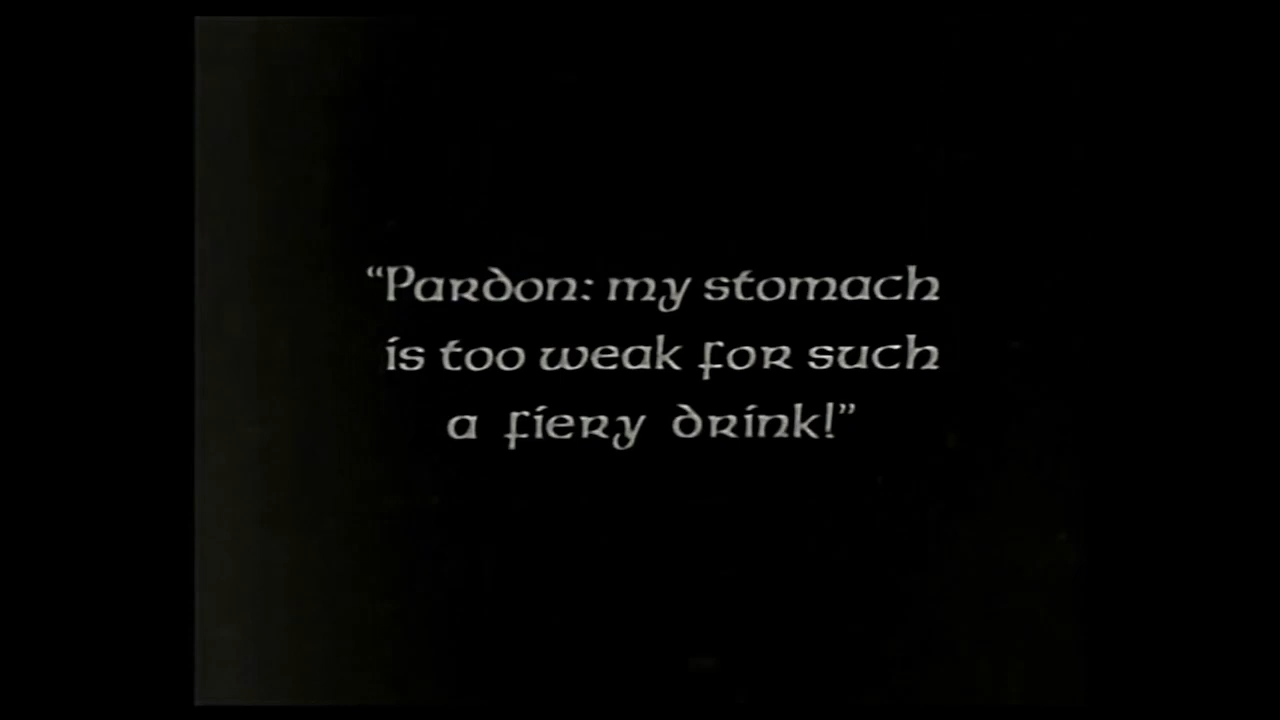 “Pardon: my stomach
is too weak for such
a fiery drink!”